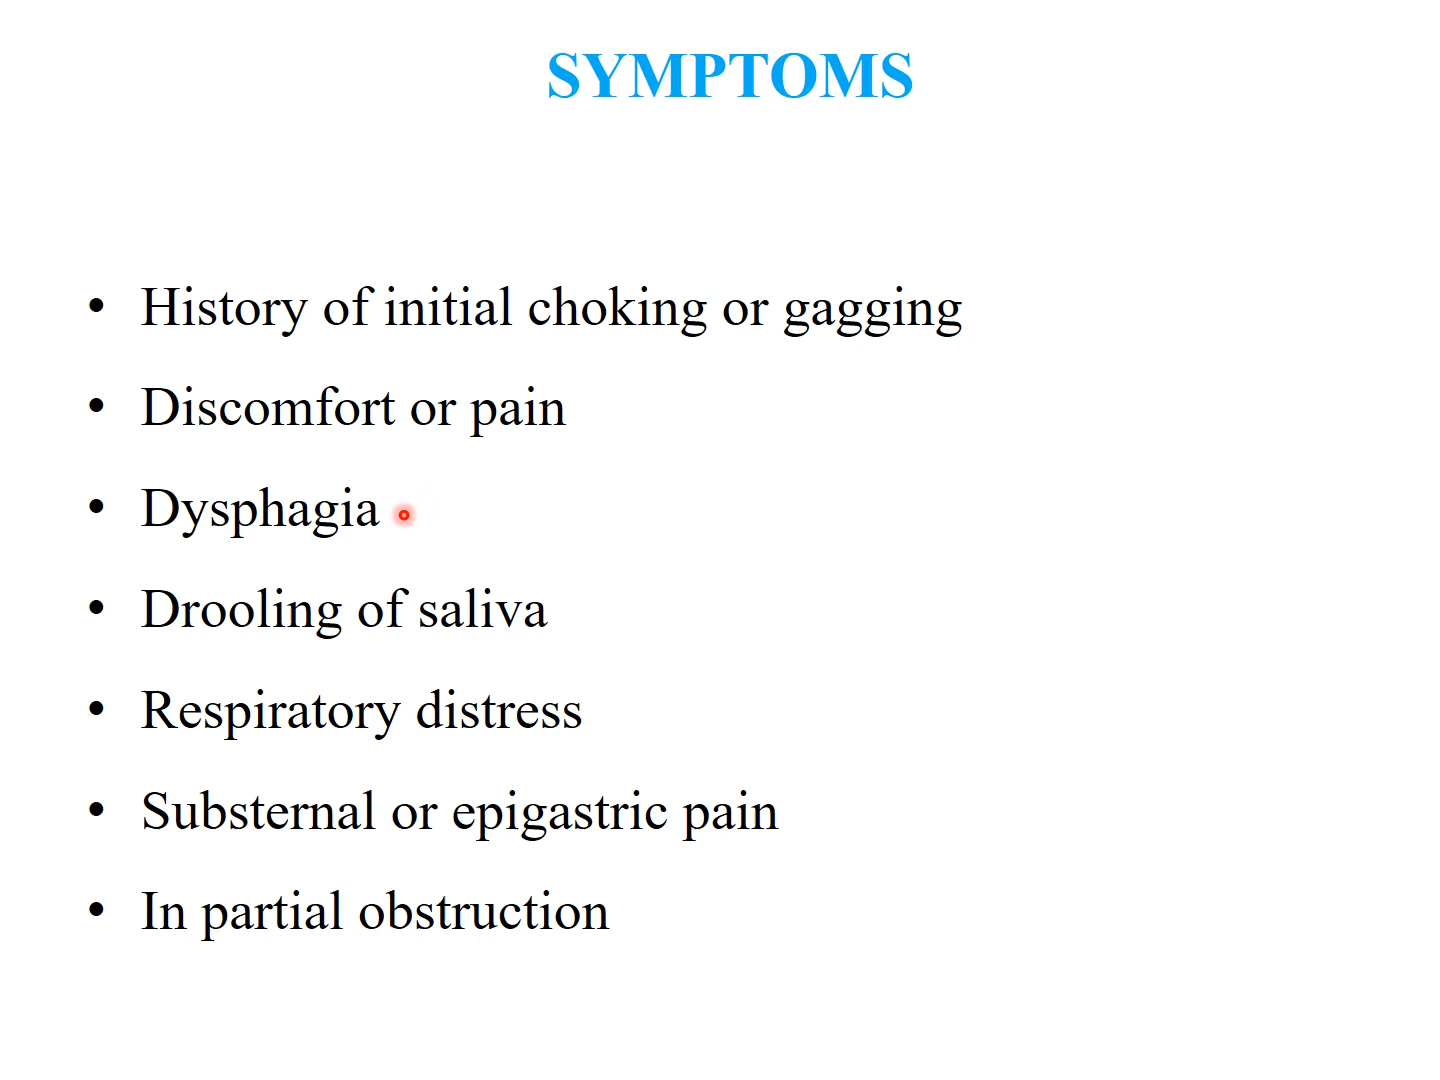 SYMPTOMS
• History of initial choking or gagging
• Discomfort or pain
• Dysphagia
• Drooling of saliva
• Respiratory distress
• Substernal or epigastric pain
• In partial obstruction